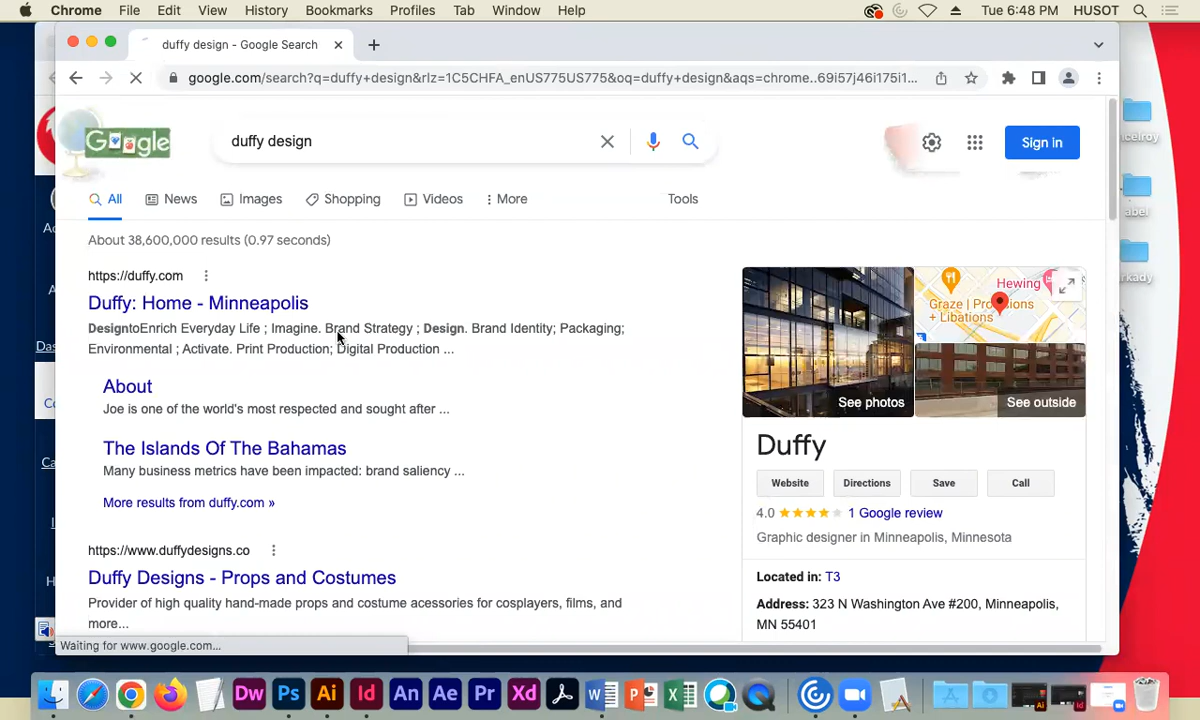 Chrome File Edit View History Bookmarks Profiles Tab Window Help Tue 6:48 PM HUSOT
duffy design - Google Search
google.com/search?q=duffy+design&rlz=1C5CHFA_enUS775US775&oq=duffy+design&aqs=chrome..69i57j46i175i1...
Google
duffy design
Sign in
All News Images Shopping Videos More Tools
About 38,600,000 results (0.97 seconds)
https://duffy.com
Duffy: Home - Minneapolis
DesigntoEnrich Everyday Life ; Imagine. Brand Strategy ; Design. Brand Identity; Packaging;
Environmental ; Activate. Print Production; Digital Production ...
About
Joe is one of the world's most respected and sought after ...
The Islands Of The Bahamas
Many business metrics have been impacted: brand saliency ...
More results from duffy.com »
https://www.duffydesigns.co
Duffy Designs - Props and Costumes
Provider of high quality hand-made props and costume acessories for cosplayers, films, and
more...
Hewing
Graze | Provisions
+ Libations
See photos
See outside
Duffy
Website Directions Save Call
4.0 1 Google review
Graphic designer in Minneapolis, Minnesota
Located in: T3
Address: 323 N Washington Ave #200, Minneapolis,
MN 55401
Waiting for www.google.com...
Das
Dw Ps Ai Id An Ae Pr Xd W P X